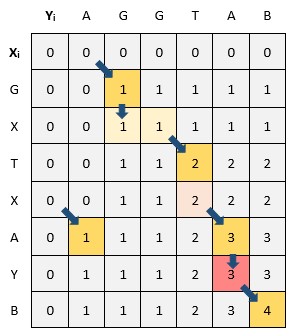 Yi A G G T A B
Xi 0 0 0 0 0 0 0
G 0 0 1 1 1 1 1
X 0 0 1 1 1 1 1
T 0 0 1 1 2 2 2
X 0 0 1 1 2 2 2
A 0 1 1 1 2 3 3
Y 0 1 1 1 2 3 3
B 0 1 1 1 2 3 4